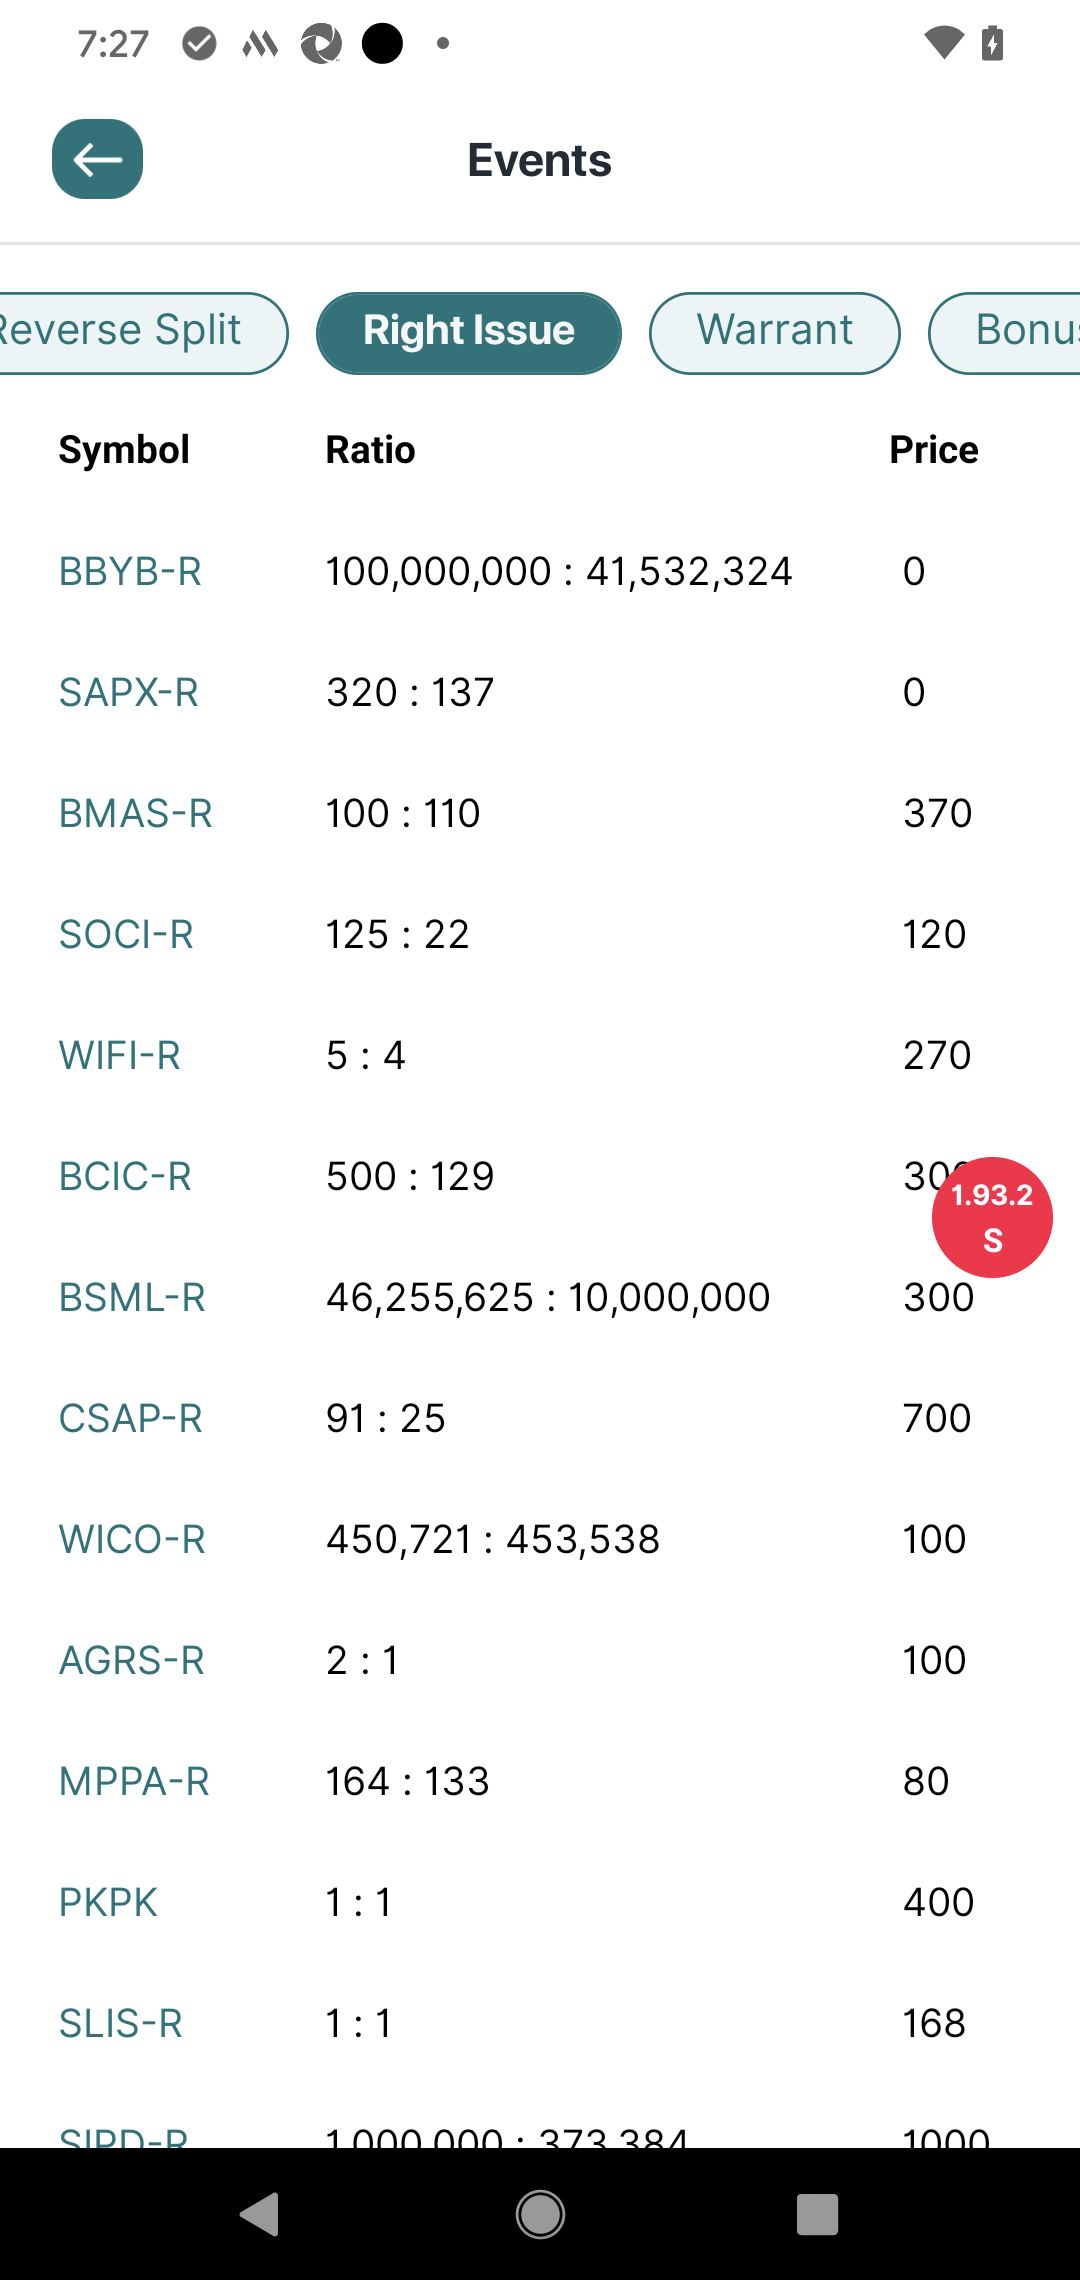 7:27
Events
Reverse Split Right Issue Warrant Bonus
Symbol Ratio Price
BBYB-R 100,000,000 : 41,532,324 0
SAPX-R 320 : 137 0
BMAS-R 100 : 110 370
SOCI-R 125 : 22 120
WIFI-R 5 : 4 270
BCIC-R 500 : 129 300
1.93.2
S
BSML-R 46,255,625 : 10,000,000 300
CSAP-R 91 : 25 700
WICO-R 450,721 : 453,538 100
AGRS-R 2 : 1 100
MPPA-R 164 : 133 80
PKPK 1 : 1 400
SLIS-R 1 : 1 168
SIPD-R 1,000,000 : 373,384 1000